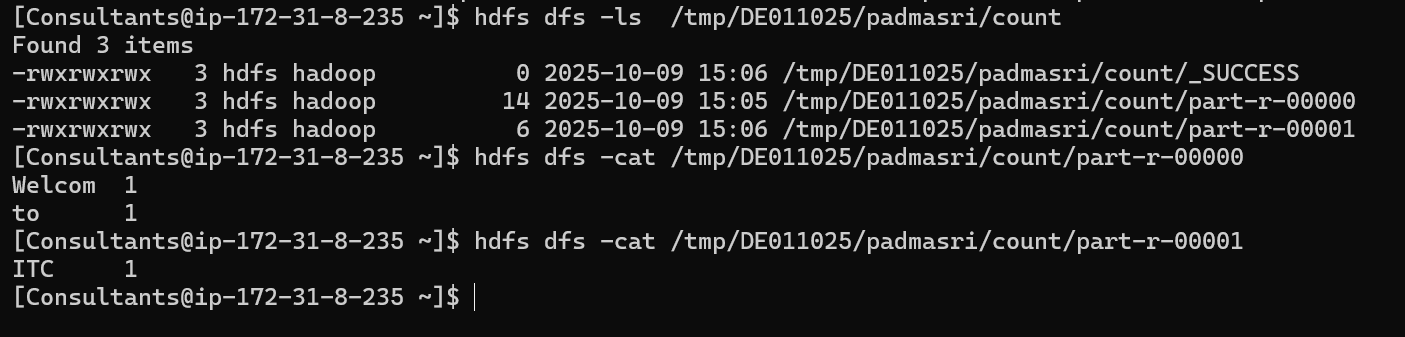 [Consultants@ip-172-31-8-235 ~]$ hdfs dfs -ls  /tmp/DE011025/padmasri/count
Found 3 items
-rwxrwxrwx   3 hdfs hadoop          0 2025-10-09 15:06 /tmp/DE011025/padmasri/count/_SUCCESS
-rwxrwxrwx   3 hdfs hadoop         14 2025-10-09 15:05 /tmp/DE011025/padmasri/count/part-r-00000
-rwxrwxrwx   3 hdfs hadoop          6 2025-10-09 15:06 /tmp/DE011025/padmasri/count/part-r-00001
[Consultants@ip-172-31-8-235 ~]$ hdfs dfs -cat /tmp/DE011025/padmasri/count/part-r-00000
Welcom  1
to      1
[Consultants@ip-172-31-8-235 ~]$ hdfs dfs -cat /tmp/DE011025/padmasri/count/part-r-00001
ITC     1
[Consultants@ip-172-31-8-235 ~]$